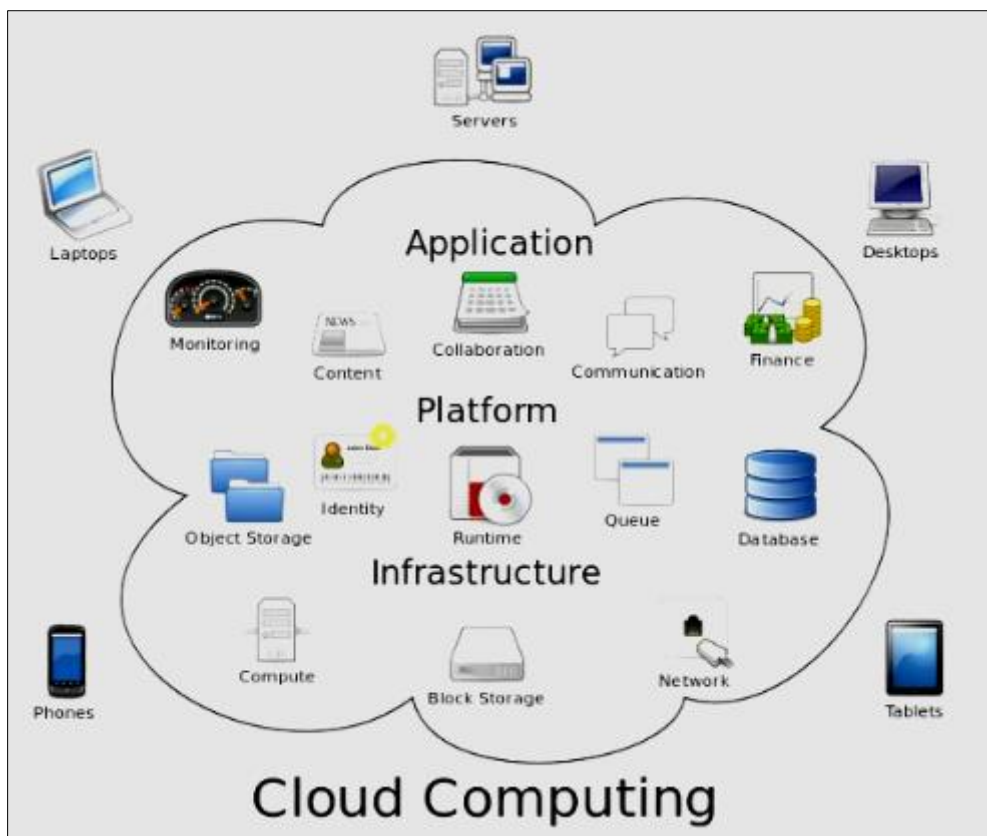 Servers
Laptops
Desktops
Application
Monitoring
NEWS
Content
Collaboration
Communication
Finance
Platform
Object Storage
Identity
Runtime
Queue
Database
Infrastructure
Compute
Block Storage
Network
Phones
Tablets
Cloud Computing